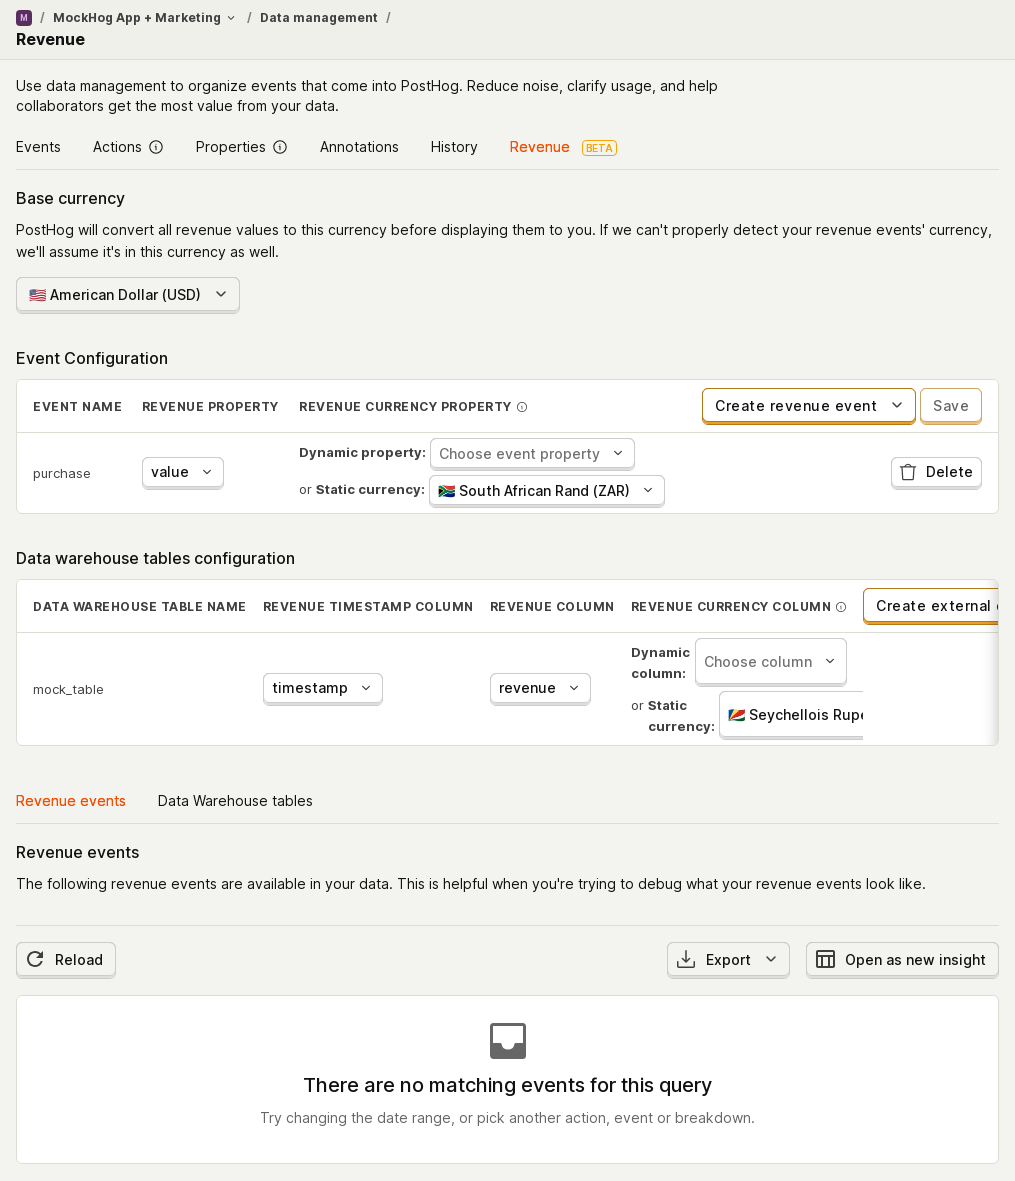 M / MockHog App + Marketing / Data management /
Revenue
Use data management to organize events that come into PostHog. Reduce noise, clarify usage, and help
collaborators get the most value from your data.
Events Actions Properties Annotations History Revenue BETA
Base currency
PostHog will convert all revenue values to this currency before displaying them to you. If we can't properly detect your revenue events' currency,
we'll assume it's in this currency as well.
American Dollar (USD)
Event Configuration
EVENT NAME REVENUE PROPERTY REVENUE CURRENCY PROPERTY Create revenue event Save
Dynamic property: Choose event property
purchase value Delete
or Static currency: South African Rand (ZAR)
Data warehouse tables configuration
DATA WAREHOUSE TABLE NAME REVENUE TIMESTAMP COLUMN REVENUE COLUMN REVENUE CURRENCY COLUMN Create external
Dynamic
column: Choose column
mock_table timestamp revenue
or Static
currency: Seychellois Rupe
Revenue events Data Warehouse tables
Revenue events
The following revenue events are available in your data. This is helpful when you're trying to debug what your revenue events look like.
Reload Export Open as new insight
There are no matching events for this query
Try changing the date range, or pick another action, event or breakdown.